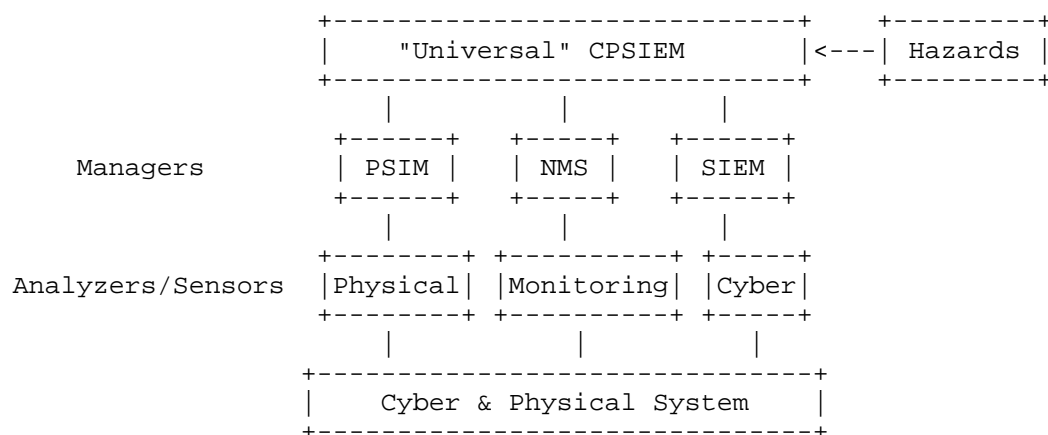 "Universal" CPSIEM <---| Hazards
Managers PSIM NMS SIEM
Analyzers/Sensors Physical Monitoring Cyber
Cyber & Physical System